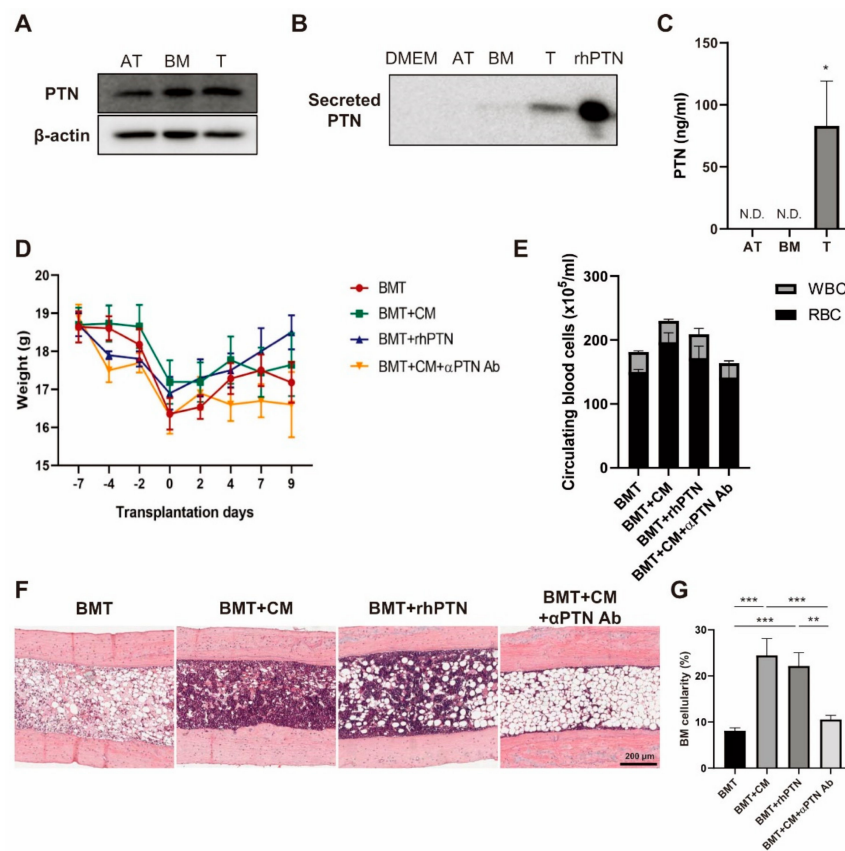 A
AT BM T
PTN
β-actin
B
DMEM AT BM T rhPTN
Secreted
PTN
C
PTN (ng/ml)
150
100
50
0
*
N.D. N.D.
AT BM T
D
Weight (g)
19
18
17
16
15
-7 -4 -2 0 2 4 7 9
Transplantation days
BMT
BMT+CM
BMT+rhPTN
BMT+CM+αPTN Ab
E
Circulating blood cells (x10⁵/ml)
300
200
100
0
BMT
BMT+CM
BMT+rhPTN
BMT+CM+αPTN Ab
WBC
RBC
F
BMT
BMT+CM
BMT+rhPTN
BMT+CM
+αPTN Ab
200 μm
G
*** ***
*** **
BM cellularity (%)
30
20
10
0
BMT
BMT+CM
BMT+rhPTN
BMT+CM+αPTN Ab